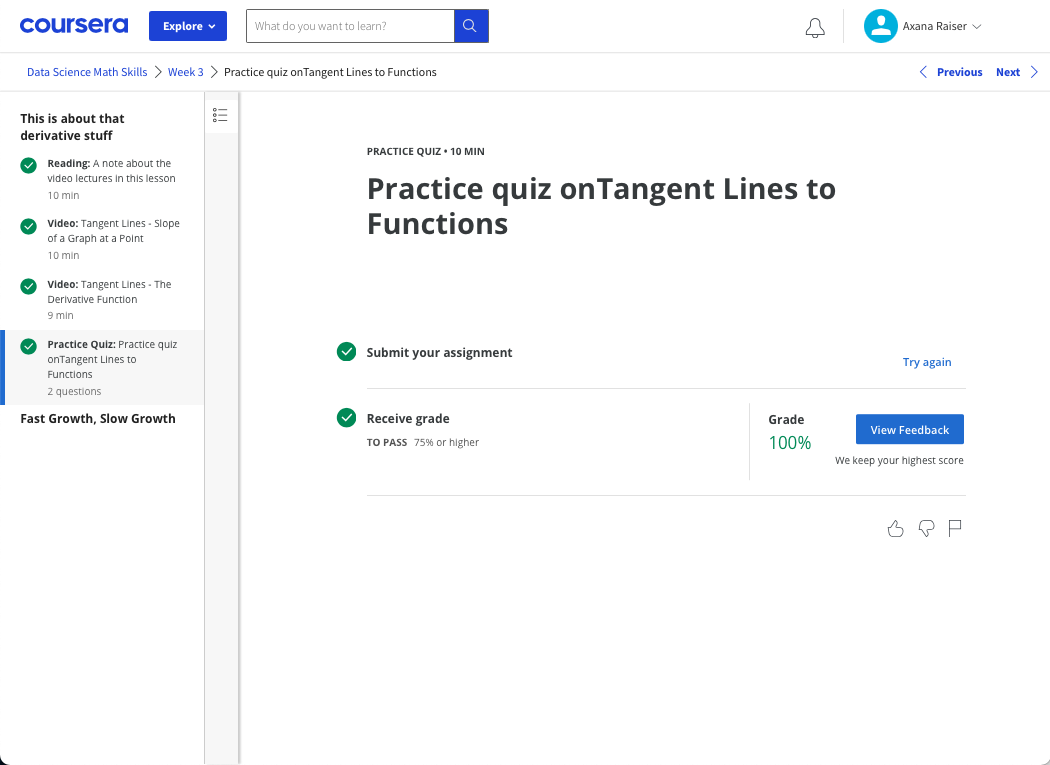 coursera
Explore
What do you want to learn?
Axana Raiser
Data Science Math Skills
Week 3
Practice quiz onTangent Lines to Functions
Previous
Next
This is about that
derivative stuff
Reading: A note about the
video lectures in this lesson
10 min
Video: Tangent Lines - Slope
of a Graph at a Point
10 min
Video: Tangent Lines - The
Derivative Function
9 min
Practice Quiz: Practice quiz
onTangent Lines to
Functions
2 questions
Fast Growth, Slow Growth
PRACTICE QUIZ • 10 MIN
Practice quiz onTangent Lines to
Functions
Submit your assignment
Try again
Receive grade
TO PASS 75% or higher
Grade
100%
View Feedback
We keep your highest score